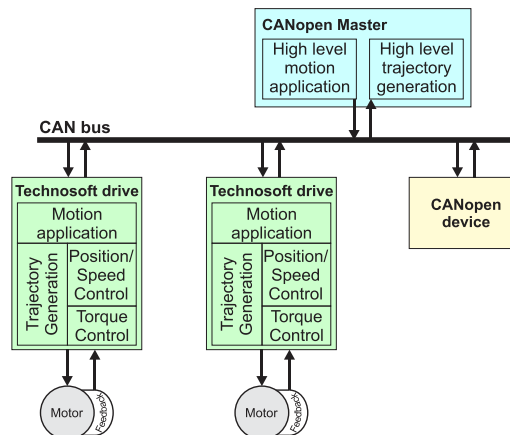 CANopen Master
High level
motion
application
High level
trajectory
generation
CAN bus
Technosoft drive
Motion
application
Trajectory
Generation
Position/
Speed
Control
Torque
Control
Motor
Feedback
Technosoft drive
Motion
application
Trajectory
Generation
Position/
Speed
Control
Torque
Control
Motor
Feedback
CANopen
device